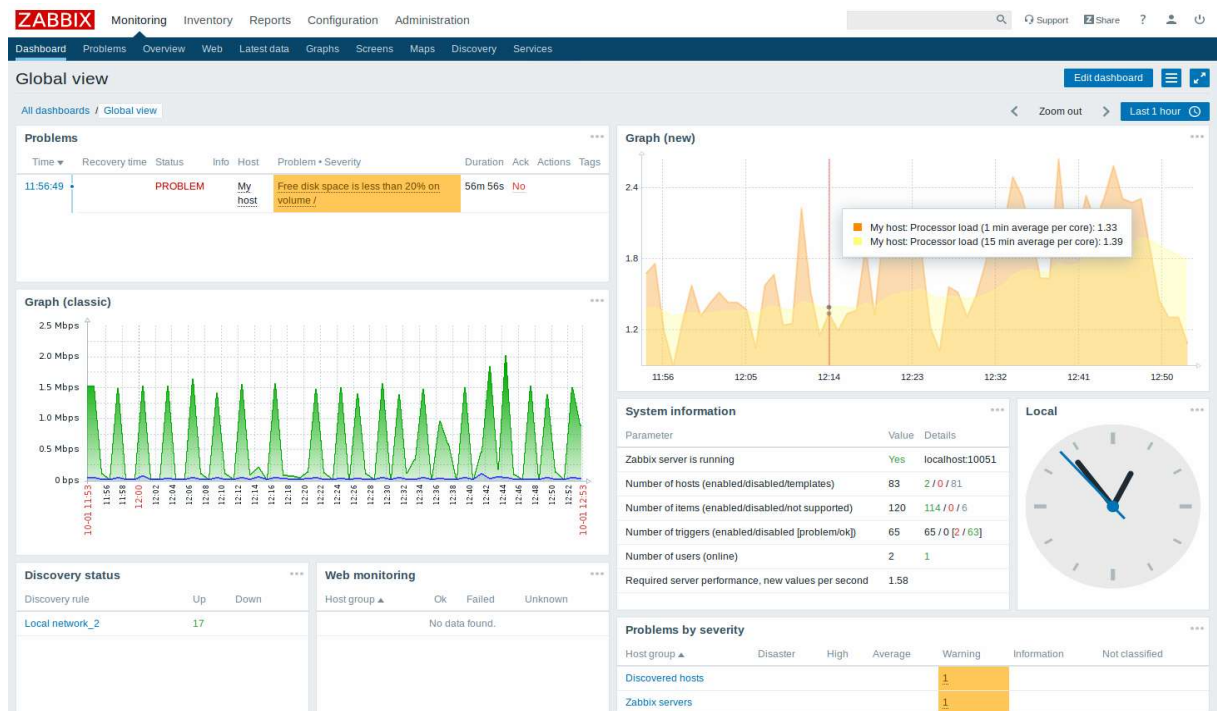 ZABBIX Monitoring Inventory Reports Configuration Administration Support Z Share ?
Dashboard Problems Overview Web Latest data Graphs Screens Maps Discovery Services
Global view Edit dashboard
All dashboards / Global view Zoom out Last 1 hour
Problems
Time Recovery time Status Info Host Problem • Severity Duration Ack Actions Tags
11:56:49 PROBLEM My host Free disk space is less than 20% on volume / 56m 56s No
Graph (classic)
2.5 Mbps
2.0 Mbps
1.5 Mbps
1.0 Mbps
0.5 Mbps
0 bps
10-01 11:53 11:56 11:58 12:00 12:02 12:04 12:06 12:08 12:10 12:12 12:14 12:16 12:18 12:20 12:22 12:24 12:26 12:28 12:30 12:32 12:34 12:36 12:38 12:40 12:42 12:44 12:46 12:48 12:50 12:52 10-01 12:53
Discovery status
Discovery rule Up Down
Local network_2 17
Web monitoring
Host group Ok Failed Unknown
No data found.
Graph (new)
2.4
1.8
1.2
My host: Processor load (1 min average per core): 1.33
My host: Processor load (15 min average per core): 1.39
11:56 12:05 12:14 12:23 12:32 12:41 12:50
System information
Parameter Value Details
Zabbix server is running Yes localhost:10051
Number of hosts (enabled/disabled/templates) 83 2 / 0 / 81
Number of items (enabled/disabled/not supported) 120 114 / 0 / 6
Number of triggers (enabled/disabled [problem/ok]) 65 65 / 0 [2 / 63]
Number of users (online) 2 1
Required server performance, new values per second 1.58
Local
Problems by severity
Host group Disaster High Average Warning Information Not classified
Discovered hosts 1
Zabbix servers 1